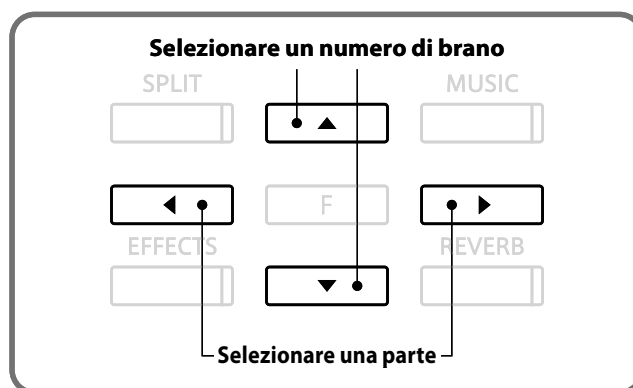 Selezionare un numero di brano
SPLIT MUSIC
F
EFFECTS REVERB
Selezionare una parte